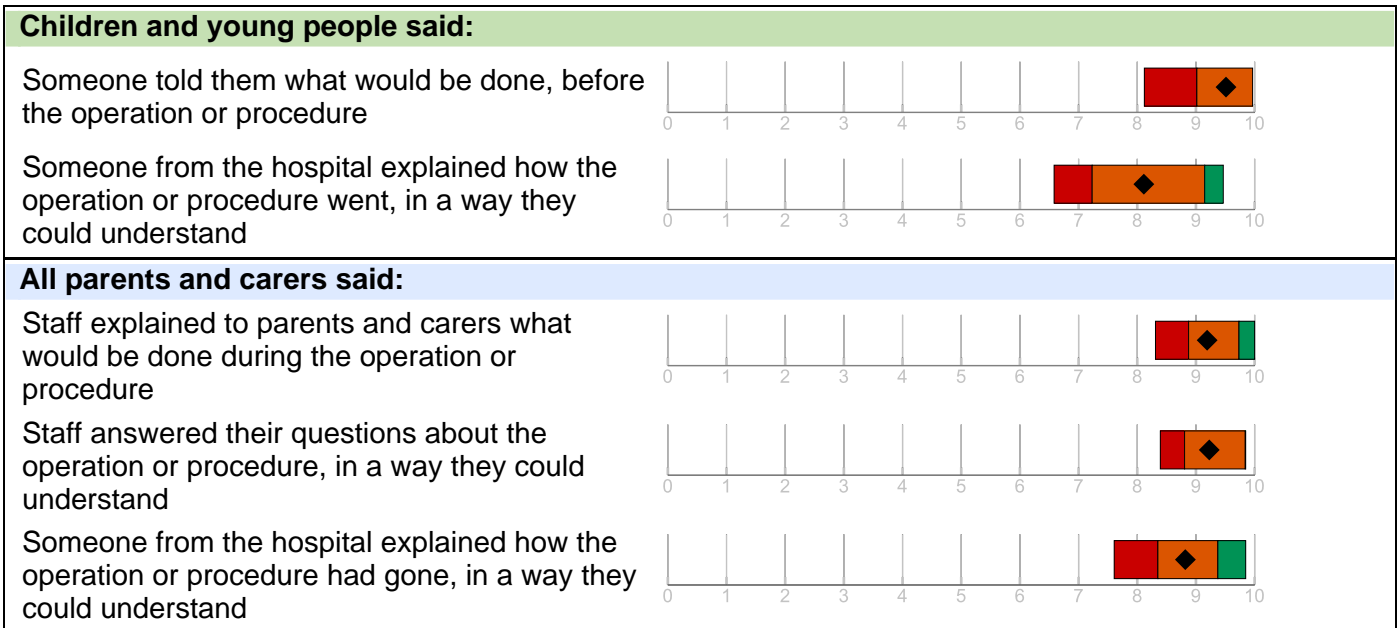 Children and young people said:
Someone told them what would be done, before
the operation or procedure
0 1 2 3 4 5 6 7 8 9 10
Someone from the hospital explained how the
operation or procedure went, in a way they
could understand
0 1 2 3 4 5 6 7 8 9 10
All parents and carers said:
Staff explained to parents and carers what
would be done during the operation or
procedure
0 1 2 3 4 5 6 7 8 9 10
Staff answered their questions about the
operation or procedure, in a way they could
understand
0 1 2 3 4 5 6 7 8 9 10
Someone from the hospital explained how the
operation or procedure had gone, in a way they
could understand
0 1 2 3 4 5 6 7 8 9 10